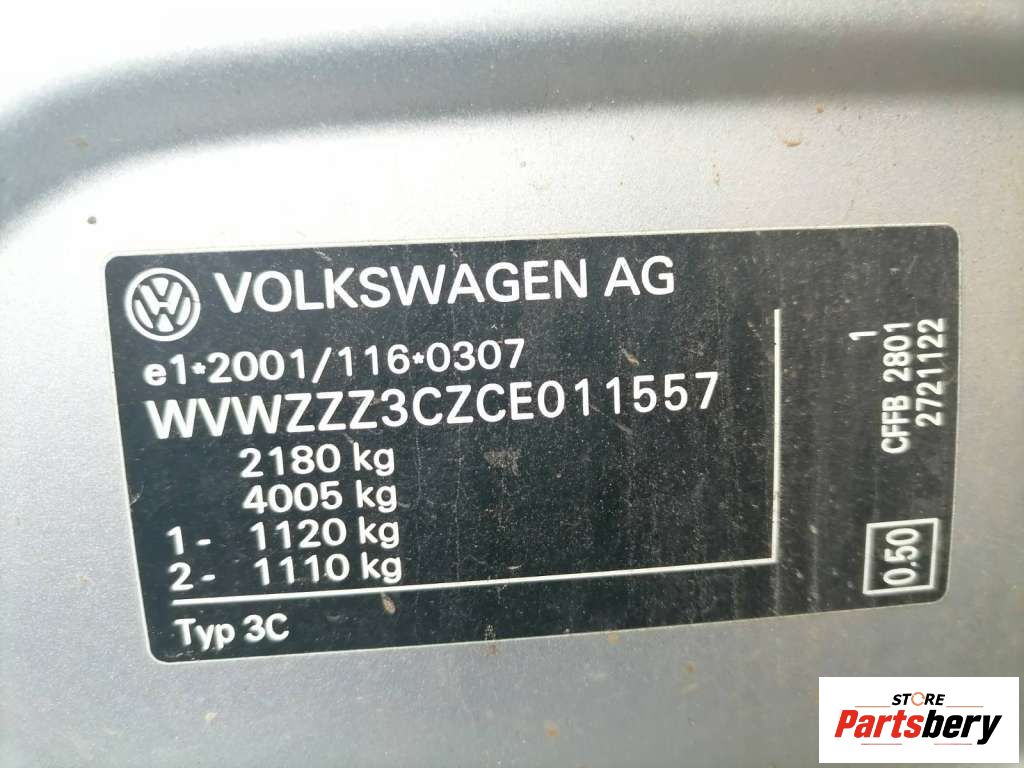 VOLKSWAGEN AG
e1*2001/116*0307
WVWZZZ3CZCE011557
2180 kg
4005 kg
1- 1120 kg
2- 1110 kg
Typ 3C
1
CFFB 2801
2721122
0.50
STORE
Partsbery